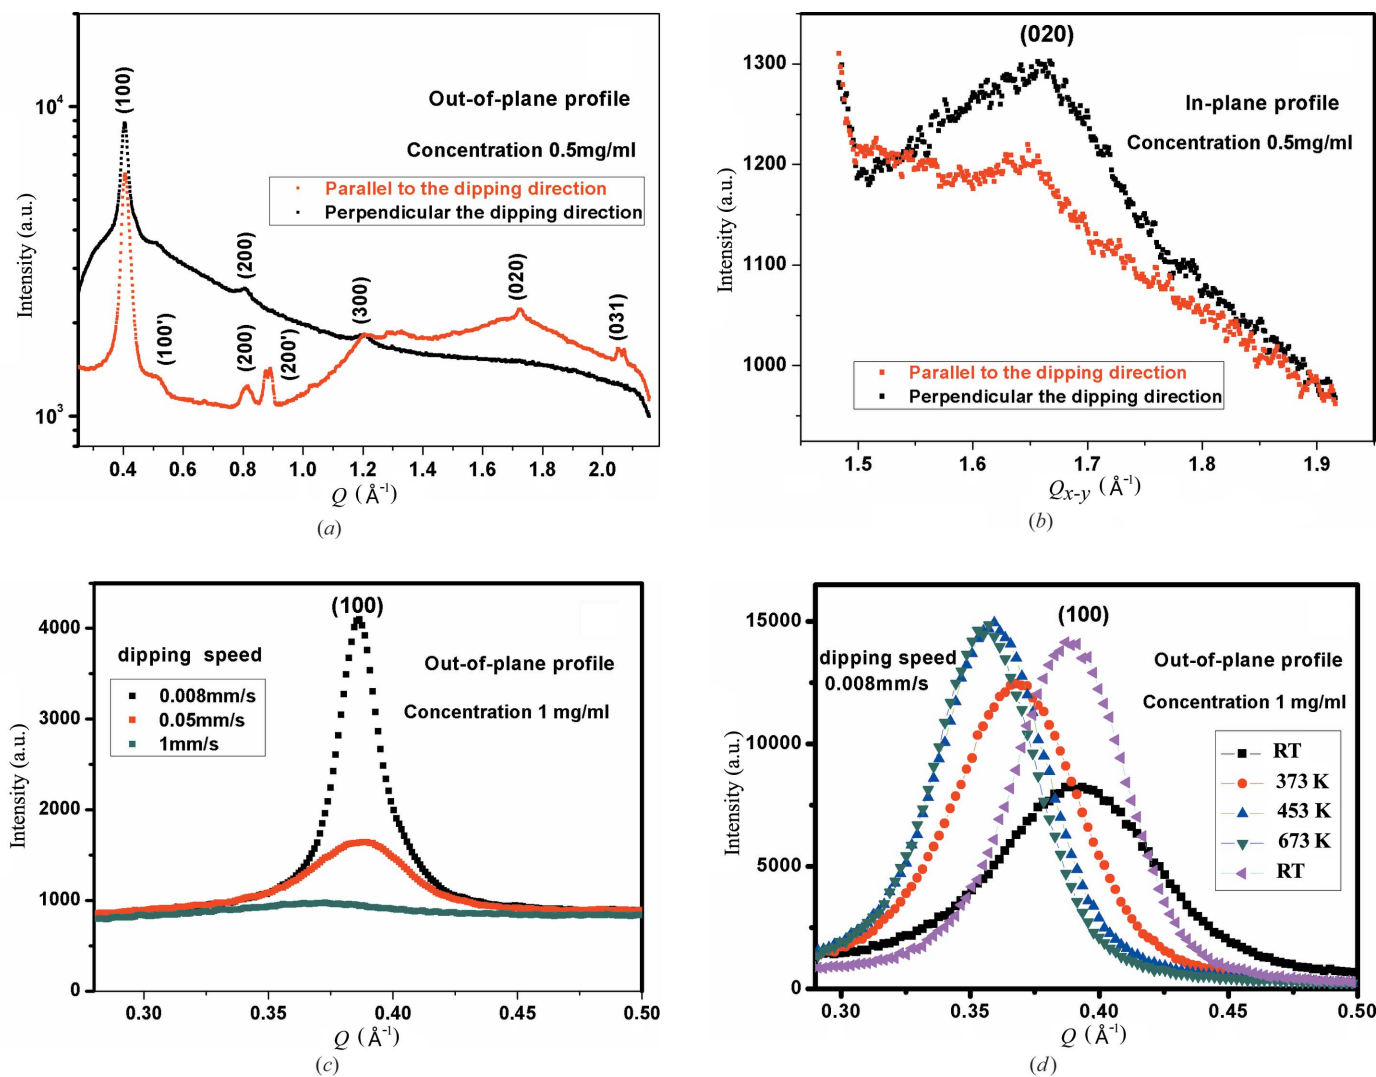 (100)
Out-of-plane profile
Concentration 0.5mg/ml
Parallel to the dipping direction
Perpendicular the dipping direction
(100')
(200)
(200)
(200')
(300)
(020)
(031)
10⁴
10³
Intensity (a.u.)
0.4 0.6 0.8 1.0 1.2 1.4 1.6 1.8 2.0
Q (Å⁻¹)
(a)
(020)
In-plane profile
Concentration 0.5mg/ml
Parallel to the dipping direction
Perpendicular the dipping direction
1300
1200
1100
1000
Intensity (a.u.)
1.5 1.6 1.7 1.8 1.9
Qx-y (Å⁻¹)
(b)
(100)
dipping speed
0.008mm/s
0.05mm/s
1mm/s
Out-of-plane profile
Concentration 1 mg/ml
4000
3000
2000
1000
0
Intensity (a.u.)
0.30 0.35 0.40 0.45 0.50
Q (Å⁻¹)
(c)
(100)
dipping speed
0.008mm/s
Out-of-plane profile
Concentration 1 mg/ml
RT
373 K
453 K
673 K
RT
15000
10000
5000
0
Intensity (a.u.)
0.30 0.35 0.40 0.45 0.50
Q (Å⁻¹)
(d)